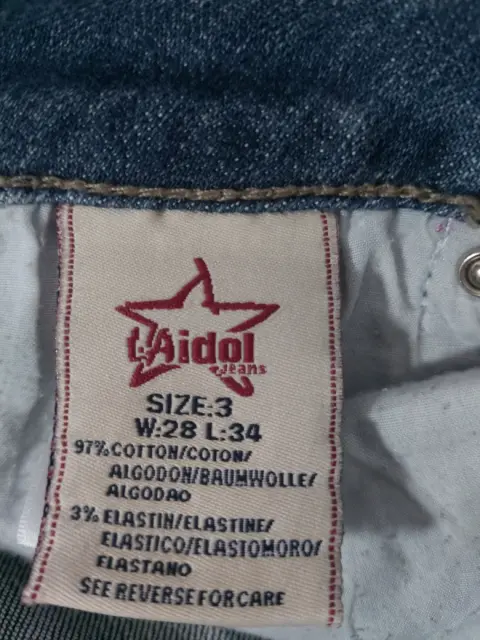 L.Aidol
Jeans
SIZE:3
W:28 L:34
97% COTTON/COTON/
ALGODON/BAUMWOLLE/
ALGODAO
3% ELASTIN/ELASTINE/
ELASTICO/ELASTOMORO/
ELASTANO
SEE REVERSE FOR CARE